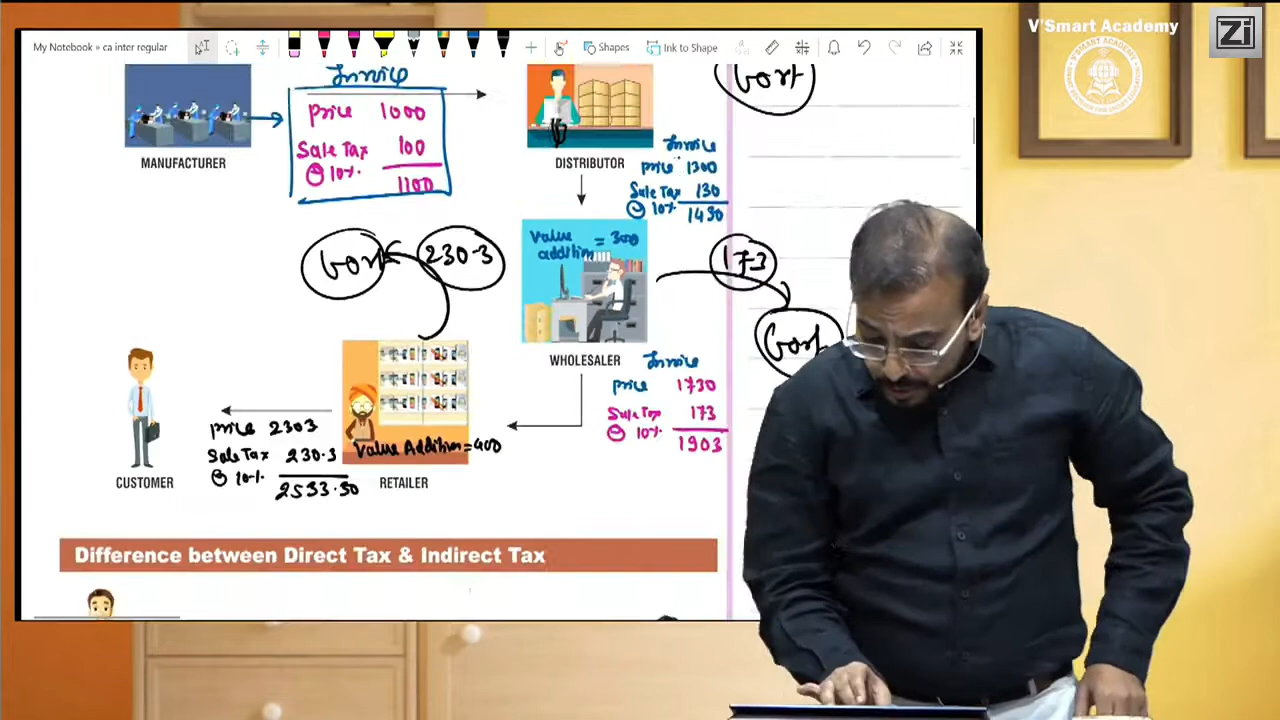 V'Smart Academy
Zi
My Notebook » ca inter regular
Shapes
Ink to Shape
Invoice
Price 1000
Sale Tax 100
@ 10%.
1100
MANUFACTURER
DISTRIBUTOR
Govt
Invoice
Price 1300
Sale Tax 130
@ 10%
1430
Value
addition = 300
WHOLESALER
173
Govt
Govt
230.3
Invoice
Price 1730
Sale Tax 173
@ 10%
1903
Value Addition = 400
RETAILER
Price 2303
Sale Tax 230.3
@ 10%.
2533.30
CUSTOMER
Difference between Direct Tax & Indirect Tax